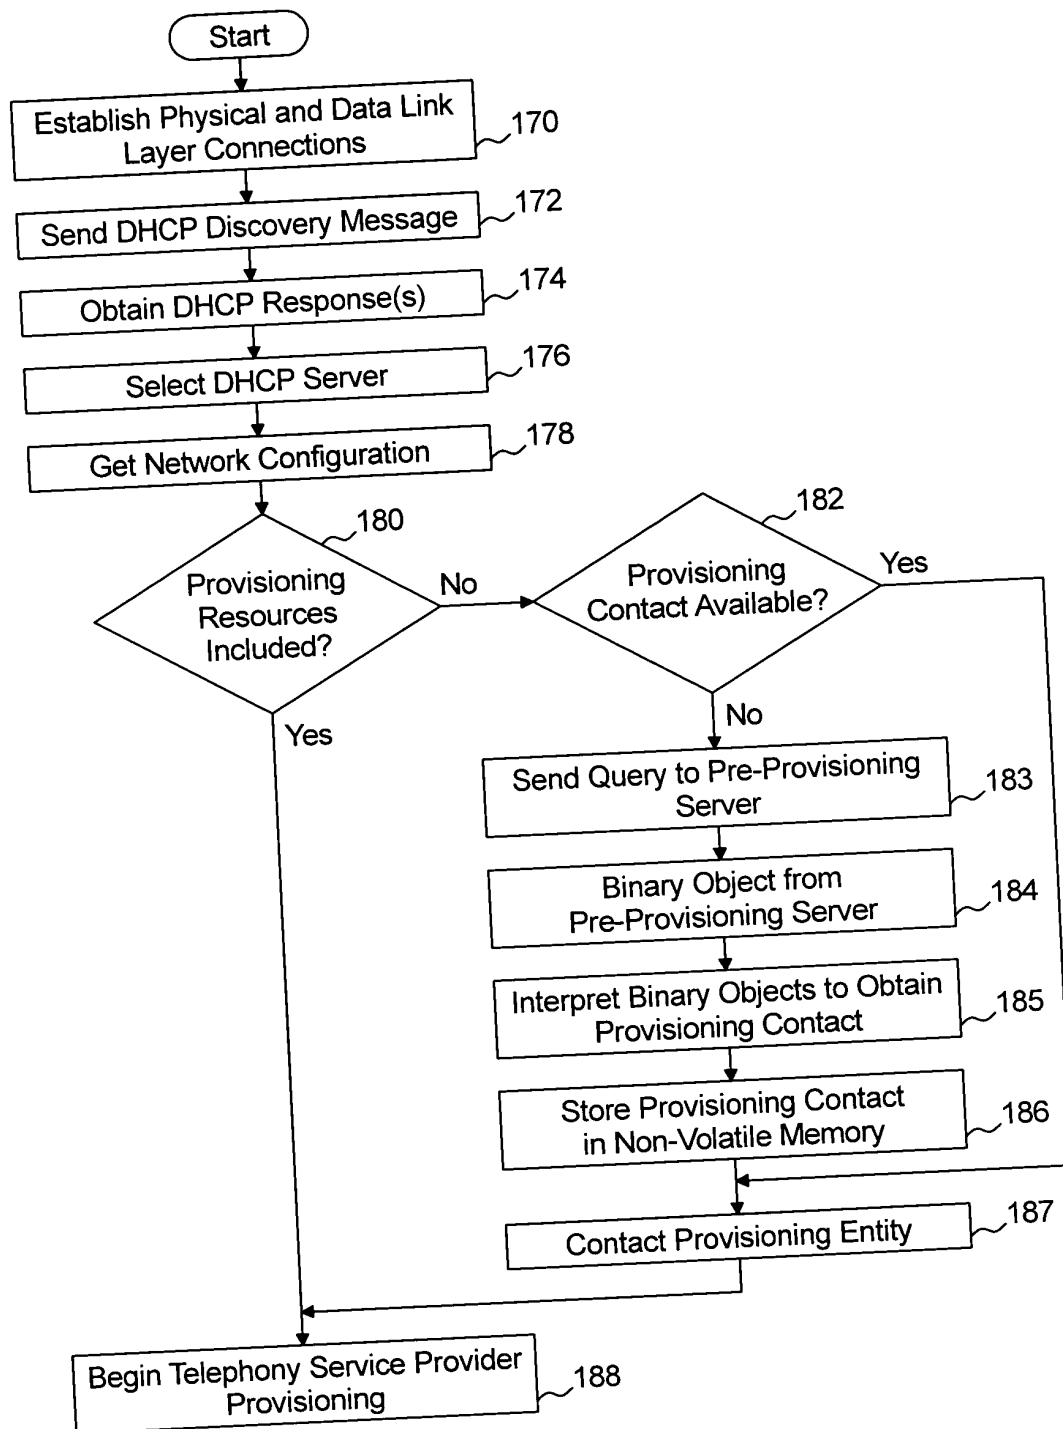 Start
Establish Physical and Data Link
Layer Connections
170
Send DHCP Discovery Message
172
Obtain DHCP Response(s)
174
Select DHCP Server
176
Get Network Configuration
178
180
Provisioning
Resources
Included?
No
Yes
182
Provisioning
Contact Available?
Yes
No
Send Query to Pre-Provisioning
Server
183
Binary Object from
Pre-Provisioning Server
184
Interpret Binary Objects to Obtain
Provisioning Contact
185
Store Provisioning Contact
in Non-Volatile Memory
186
Contact Provisioning Entity
187
Begin Telephony Service Provider
Provisioning
188